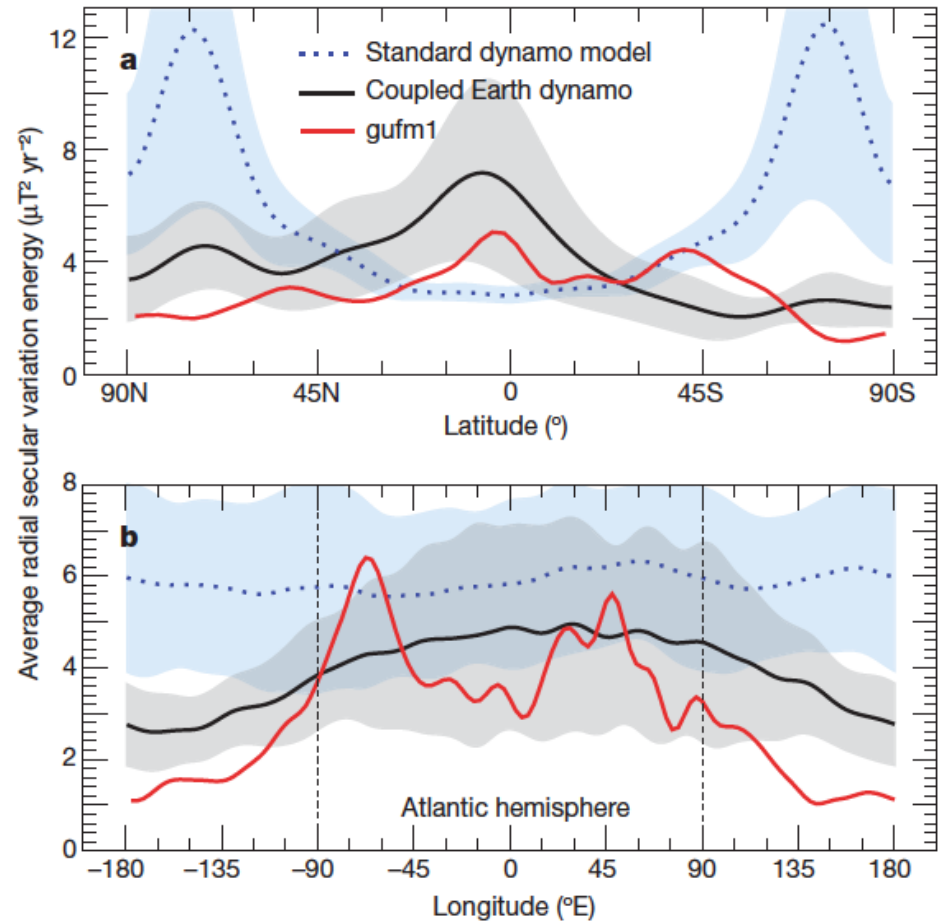 Average radial secular variation energy (μT² yr⁻²)
a
Standard dynamo model
Coupled Earth dynamo
gufm1
12
8
4
0
90N 45N 0 45S 90S
Latitude (º)
b
8
6
4
2
0
Atlantic hemisphere
–180 –135 –90 –45 0 45 90 135 180
Longitude (ºE)